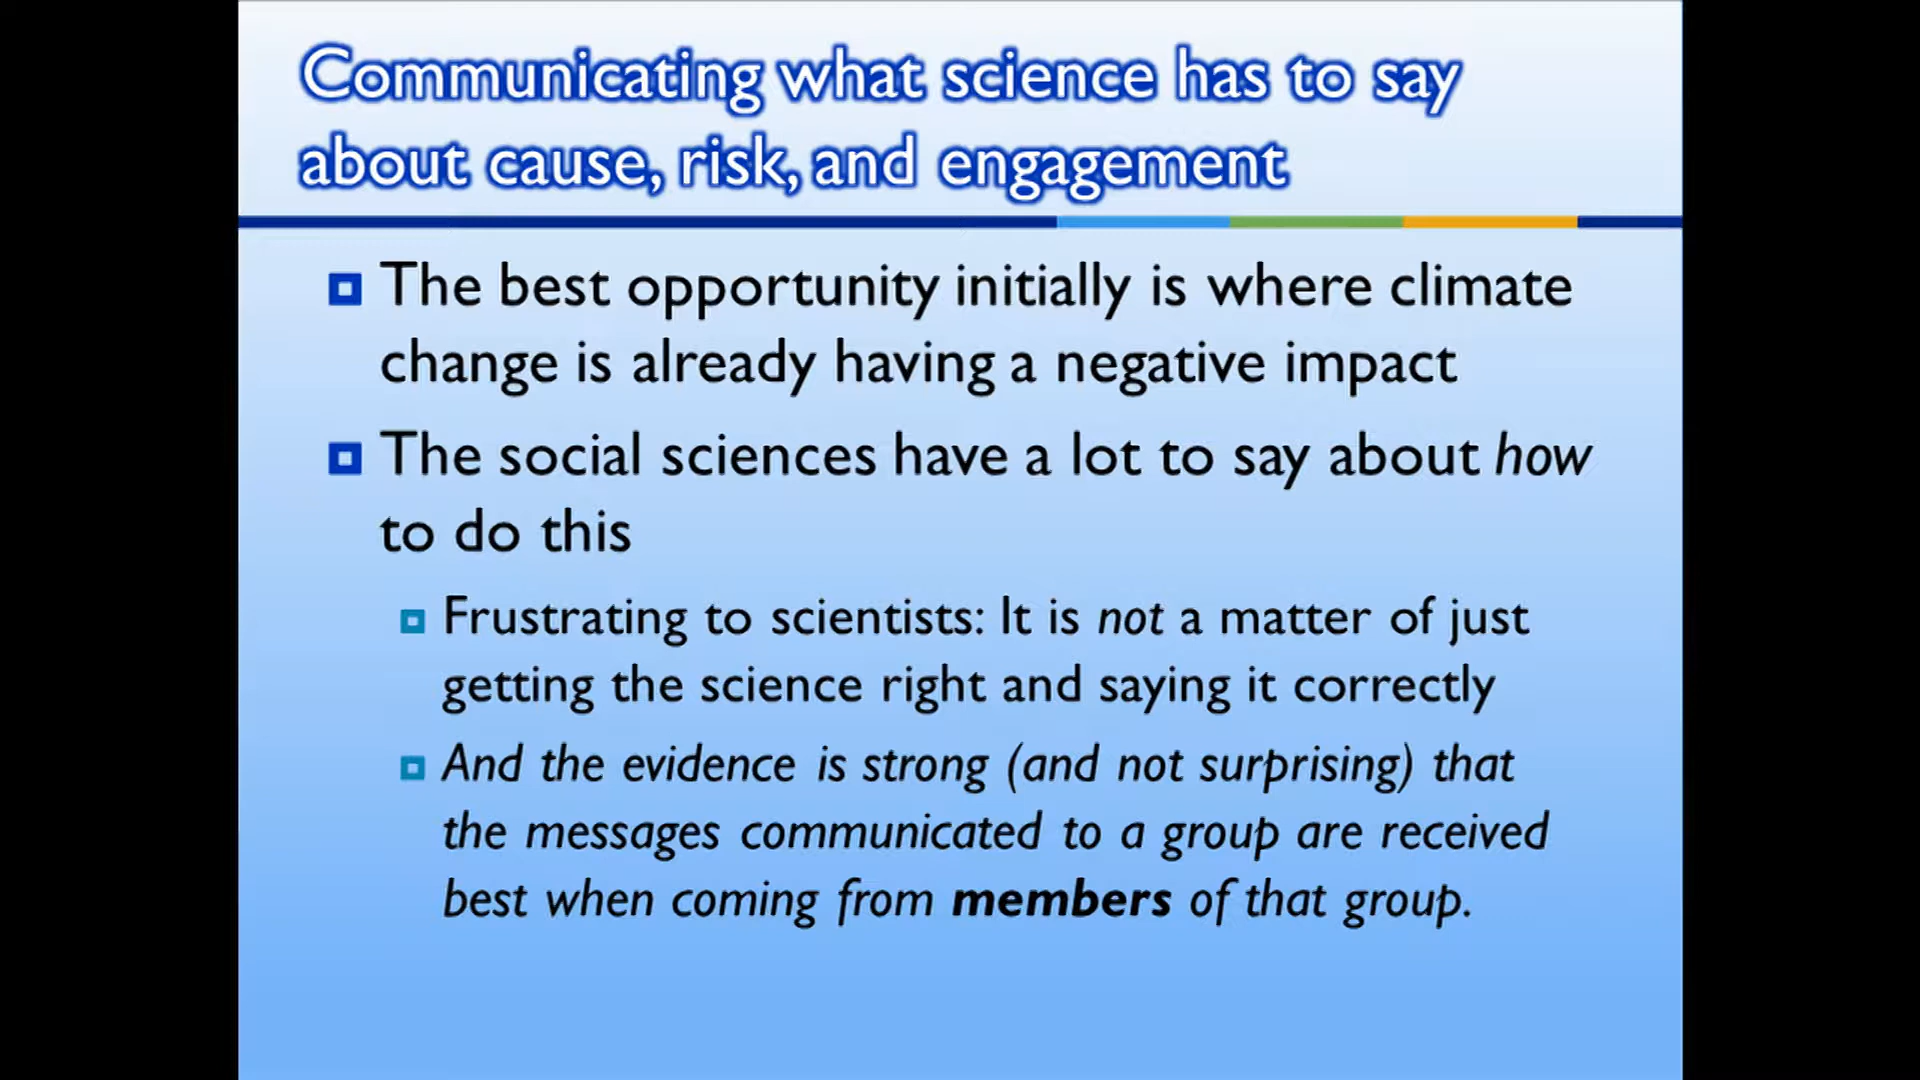 Communicating what science has to say
about cause, risk, and engagement
The best opportunity initially is where climate
change is already having a negative impact
The social sciences have a lot to say about how
to do this
Frustrating to scientists: It is not a matter of just
getting the science right and saying it correctly
And the evidence is strong (and not surprising) that
the messages communicated to a group are received
best when coming from members of that group.